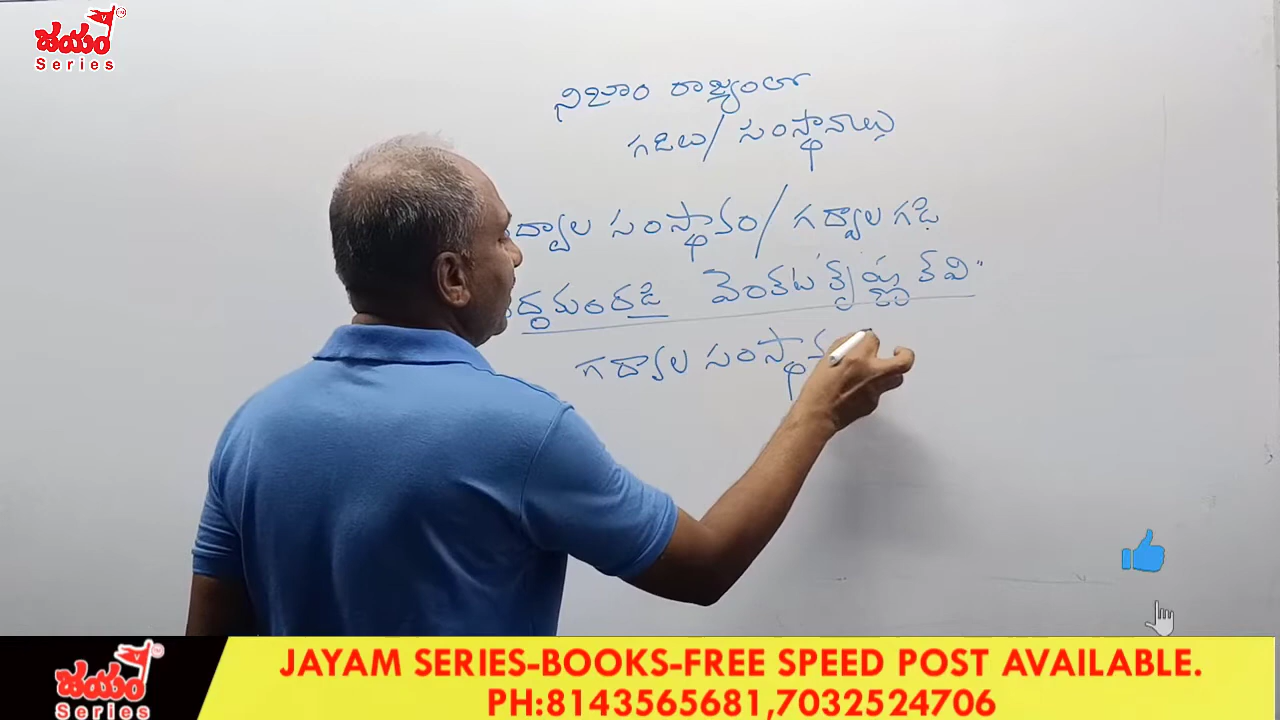 జయం
Series
నిజాం రాజ్యంలో
గడిలు/ సంస్థానాలు
సంస్థానం/ గద్వాల గడి
వెంకట కృష్ణ కవి"
గద్వాల సంస్థాన
జయం
Series
JAYAM SERIES-BOOKS-FREE SPEED POST AVAILABLE.
PH:8143565681,7032524706